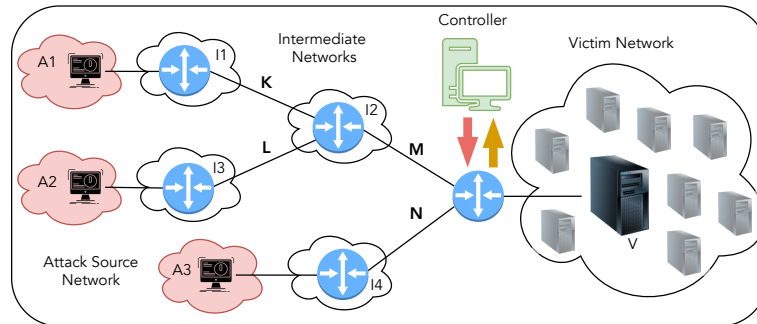 Controller
Intermediate
Networks
Victim Network
A1
I1
K
I2
L
M
A2
I3
N
V
Attack Source
Network
A3
I4